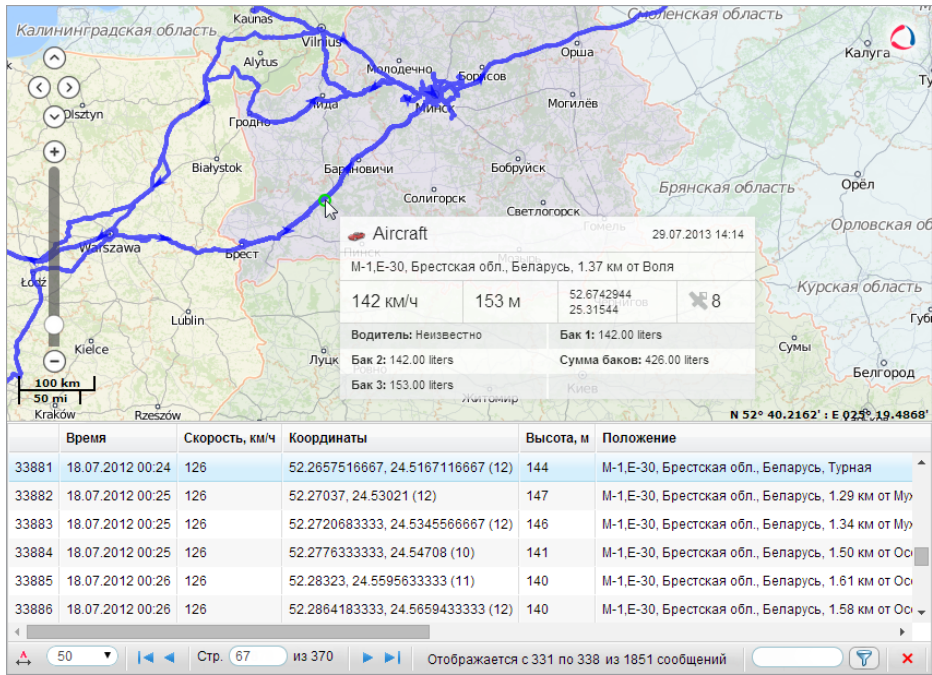 Kaunas
Смоленская область
Калининградская область
Vilnius
Орша
Калуга
Alytus
Молодечно
Борисов
Минск
Olsztyn
Лида
Гродно
Могилёв
Białystok
Барановичи
Бобруйск
Солигорск
Брянская область
Орёл
Светлогорск
Гомель
Орловская об
Warszawa
Брест
Пинск
Мозырь
Łódź
Курская область
Lublin
Чернигов
Губ
Kielce
Сумы
Луцк
Ровно
Белгород
Киев
Житомир
Kraków
Rzeszów
Aircraft 29.07.2013 14:14
М-1,Е-30, Брестская обл., Беларусь, 1.37 км от Воля
142 км/ч 153 м 52.6742944 25.31544 8
Водитель: Неизвестно Бак 1: 142.00 liters
Бак 2: 142.00 liters Сумма баков: 426.00 liters
Бак 3: 153.00 liters
100 km
50 mi
N 52° 40.2162' : E 025° 19.4868'
Время Скорость, км/ч Координаты Высота, м Положение
33881 18.07.2012 00:24 126 52.2657516667, 24.5167116667 (12) 144 М-1,Е-30, Брестская обл., Беларусь, Турная
33882 18.07.2012 00:25 126 52.27037, 24.53021 (12) 147 М-1,Е-30, Брестская обл., Беларусь, 1.29 км от Мух
33883 18.07.2012 00:25 126 52.2720683333, 24.5345566667 (12) 146 М-1,Е-30, Брестская обл., Беларусь, 1.34 км от Мух
33884 18.07.2012 00:25 126 52.2776333333, 24.54708 (10) 141 М-1,Е-30, Брестская обл., Беларусь, 1.50 км от Осо
33885 18.07.2012 00:26 126 52.28323, 24.5595633333 (11) 140 М-1,Е-30, Брестская обл., Беларусь, 1.61 км от Осо
33886 18.07.2012 00:26 126 52.2864183333, 24.5659433333 (12) 140 М-1,Е-30, Брестская обл., Беларусь, 1.58 км от Осо
50 Стр. 67 из 370 Отображается с 331 по 338 из 1851 сообщений